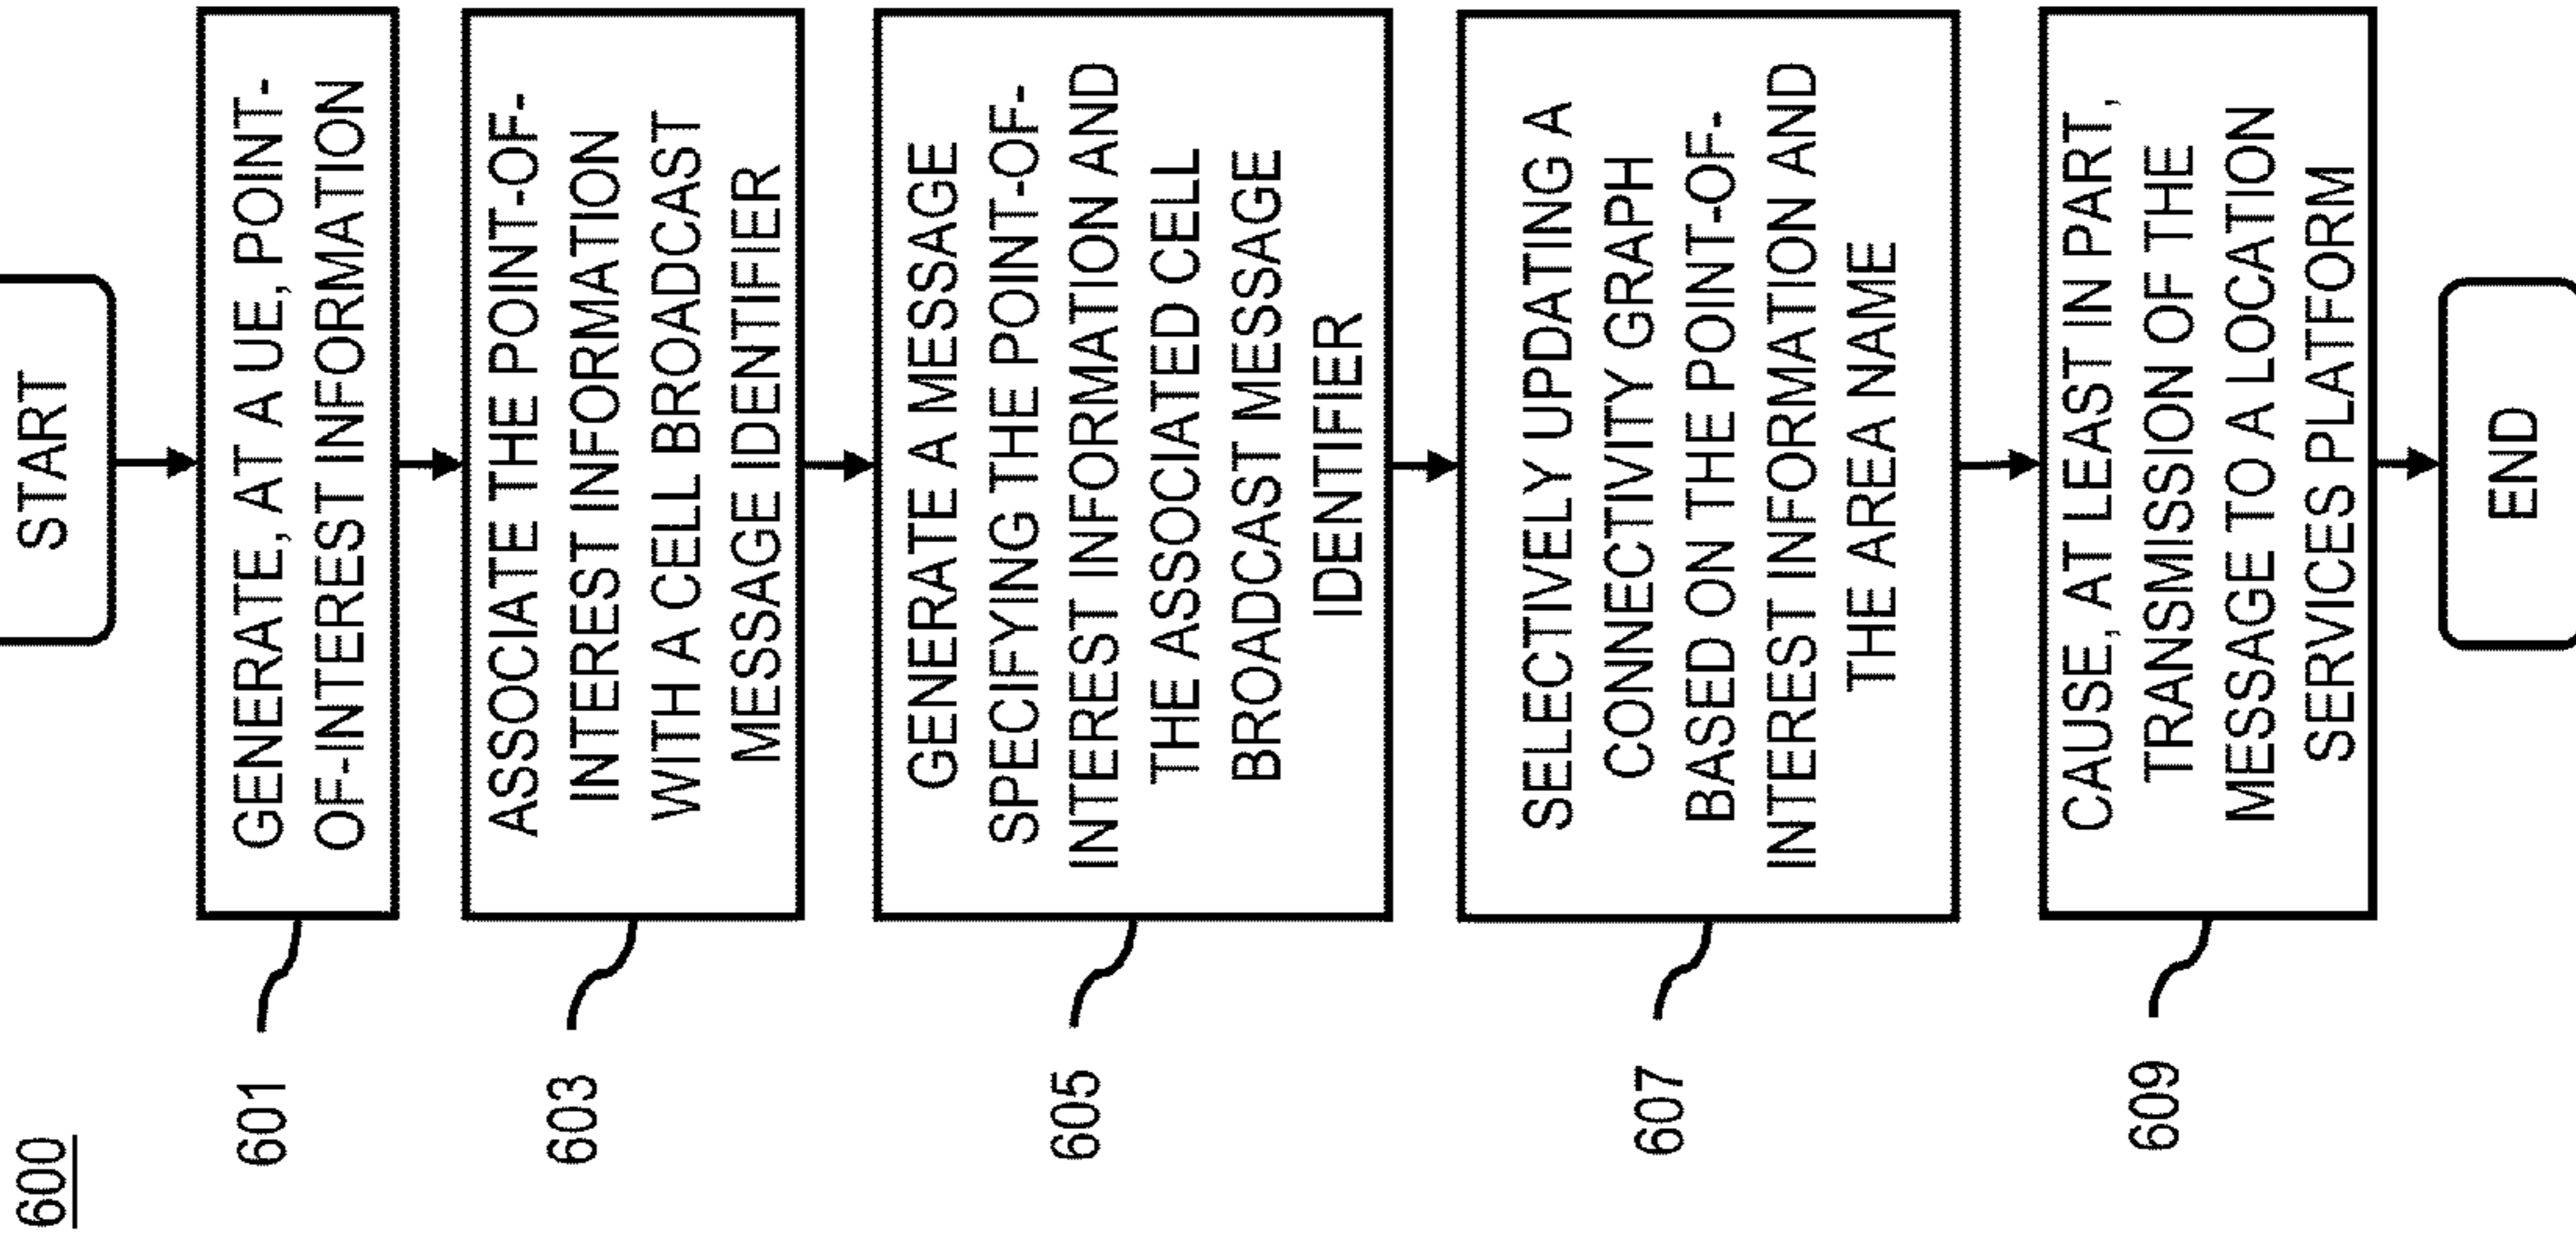 600
START
601
GENERATE, AT A UE, POINT-
OF-INTEREST INFORMATION
603
ASSOCIATE THE POINT-OF-
INTEREST INFORMATION
WITH A CELL BROADCAST
MESSAGE IDENTIFIER
605
GENERATE A MESSAGE
SPECIFYING THE POINT-OF-
INTEREST INFORMATION AND
THE ASSOCIATED CELL
BROADCAST MESSAGE
IDENTIFIER
607
SELECTIVELY UPDATING A
CONNECTIVITY GRAPH
BASED ON THE POINT-OF-
INTEREST INFORMATION AND
THE AREA NAME
609
CAUSE, AT LEAST IN PART,
TRANSMISSION OF THE
MESSAGE TO A LOCATION
SERVICES PLATFORM
END